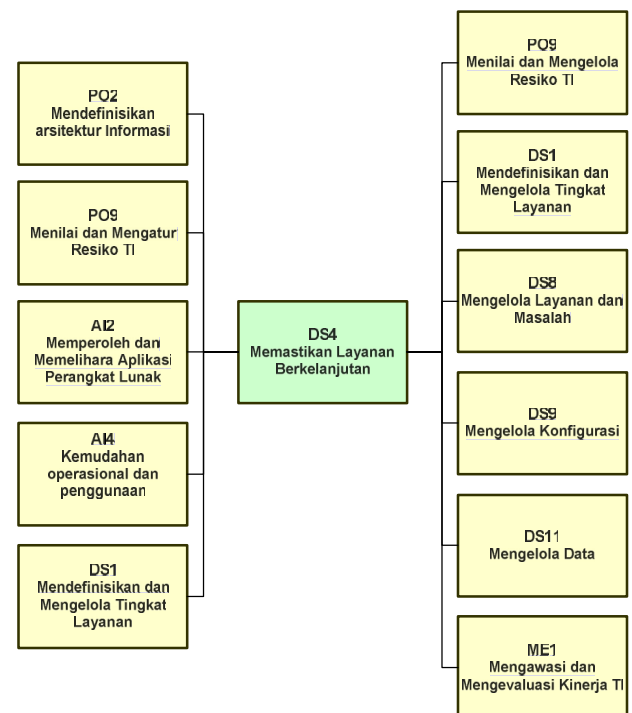 PO2
Mendefinisikan
arsitektur Informasi
PO9
Menilai dan Mengatur
Resiko TI
AI2
Memperoleh dan
Memelihara Aplikasi
Perangkat Lunak
AI4
Kemudahan
operasional dan
penggunaan
DS1
Mendefinisikan dan
Mengelola Tingkat
Layanan
DS4
Memastikan Layanan
Berkelanjutan
PO9
Menilai dan Mengelola
Resiko TI
DS1
Mendefinisikan dan
Mengelola Tingkat
Layanan
DS8
Mengelola Layanan dan
Masalah
DS9
Mengelola Konfigurasi
DS11
Mengelola Data
ME1
Mengawasi dan
Mengevaluasi Kinerja TI